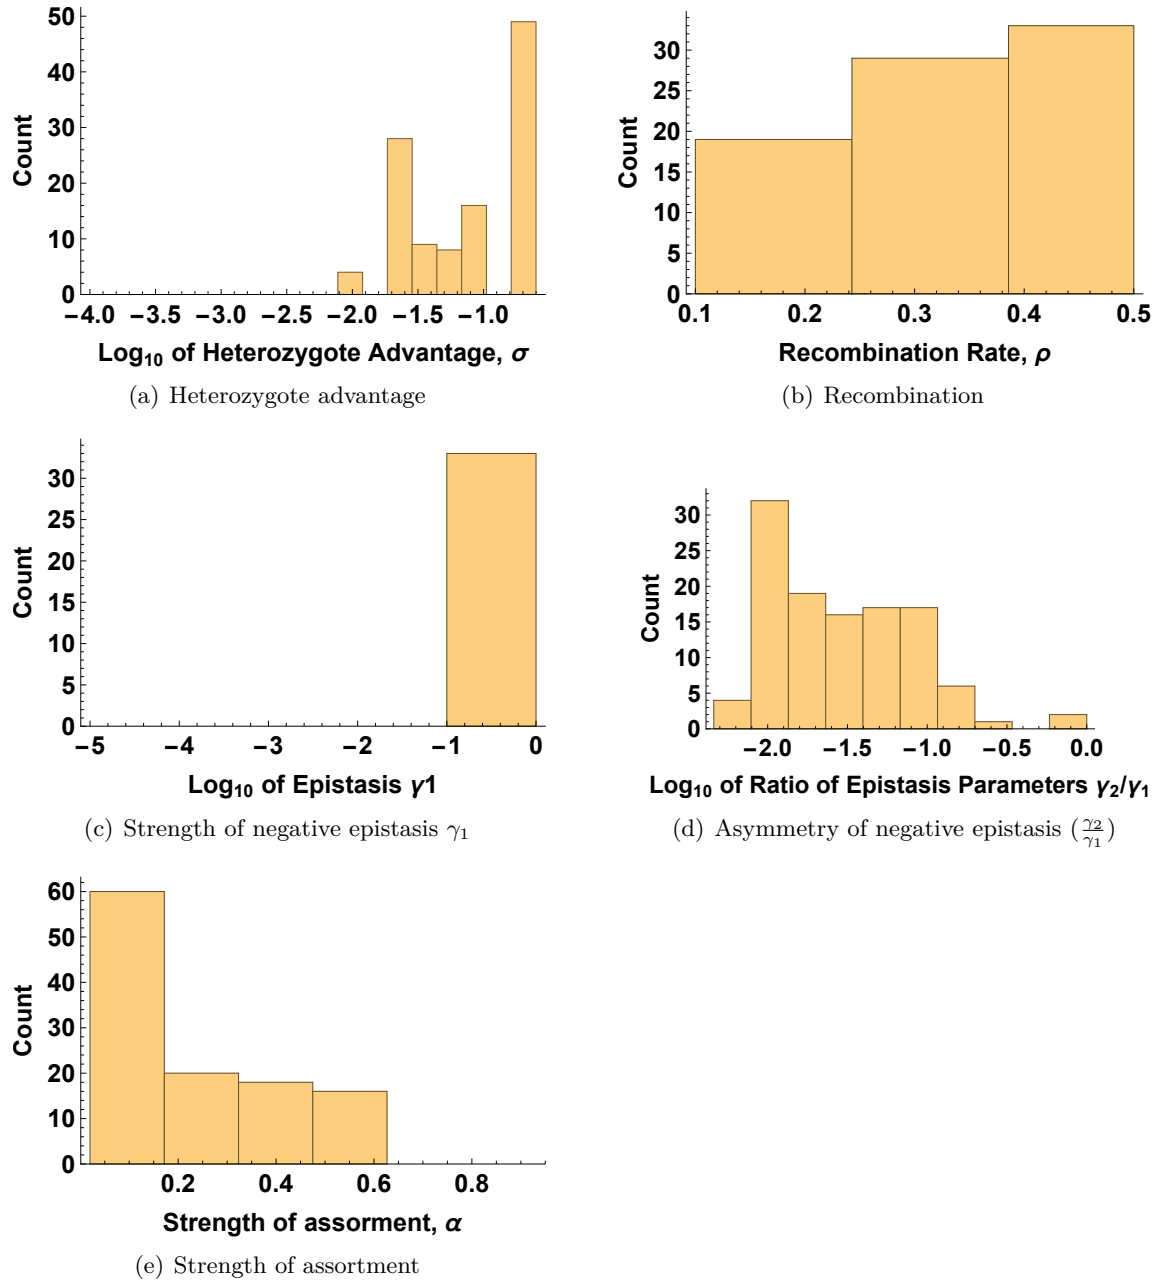 50
40
30
20
10
0
Count
−4.0 −3.5 −3.0 −2.5 −2.0 −1.5 −1.0
Log10 of Heterozygote Advantage, σ
(a) Heterozygote advantage
30
25
20
15
10
5
0
Count
0.1 0.2 0.3 0.4 0.5
Recombination Rate, ρ
(b) Recombination
30
25
20
15
10
5
0
Count
−5 −4 −3 −2 −1 0
Log10 of Epistasis γ1
(c) Strength of negative epistasis γ1
30
25
20
15
10
5
0
Count
−2.0 −1.5 −1.0 −0.5 0.0
Log10 of Ratio of Epistasis Parameters γ2/γ1
(d) Asymmetry of negative epistasis (γ2/γ1)
60
50
40
30
20
10
0
Count
0.2 0.4 0.6 0.8
Strength of assorment, α
(e) Strength of assortment